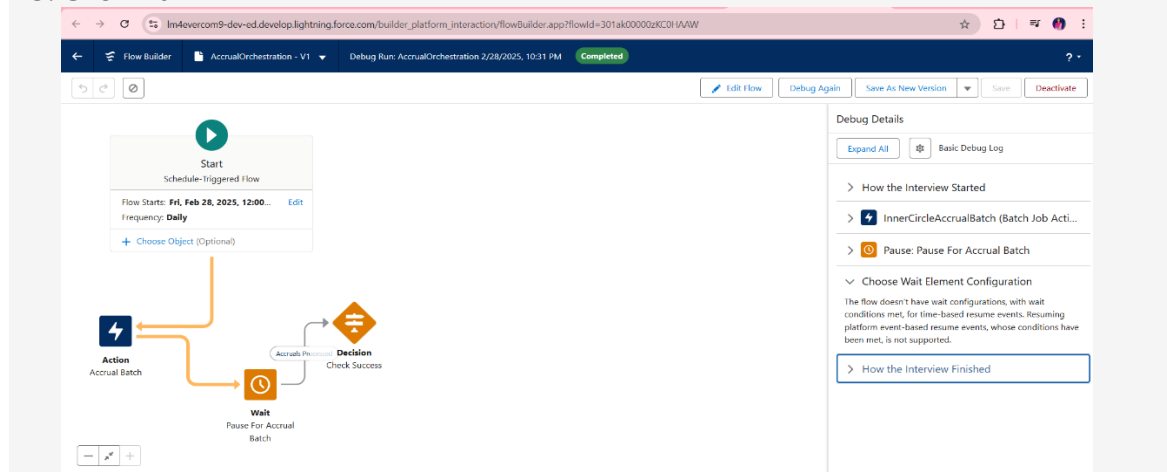 lm4evercom9-dev-ed.develop.lightning.force.com/builder_platform_interaction/flowBuilder.app?flowId=301ak00000zKC0HAAW
Flow Builder
AccrualOrchestration - V1
Debug Run: AccrualOrchestration 2/28/2025, 10:31 PM
Completed
?
Edit Flow
Debug Again
Save As New Version
Save
Deactivate
Start
Schedule-Triggered Flow
Flow Starts: Fri, Feb 28, 2025, 12:00... Edit
Frequency: Daily
+ Choose Object (Optional)
Action
Accrual Batch
Accruals
Decision
Check Success
Wait
Pause For Accrual
Batch
Debug Details
Expand All
Basic Debug Log
How the Interview Started
InnerCircleAccrualBatch (Batch Job Acti...
Pause: Pause For Accrual Batch
Choose Wait Element Configuration
The flow doesn't have wait configurations, with wait
conditions met, for time-based resume events. Resuming
platform event-based resume events, whose conditions have
been met, is not supported.
How the Interview Finished